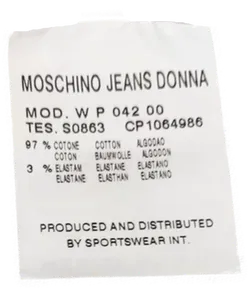 MOSCHINO JEANS DONNA
MOD. W P 042 00
TES. S0863 CP1064986
97 % COTONE COTTON ALGODAO
COTON BAUMWOLLE ALGODON
3 % ELASTAM ELASTANE ELASTANO
ELASTANE ELASTHAN ELASTANO
PRODUCED AND DISTRIBUTED
BY SPORTSWEAR INT.